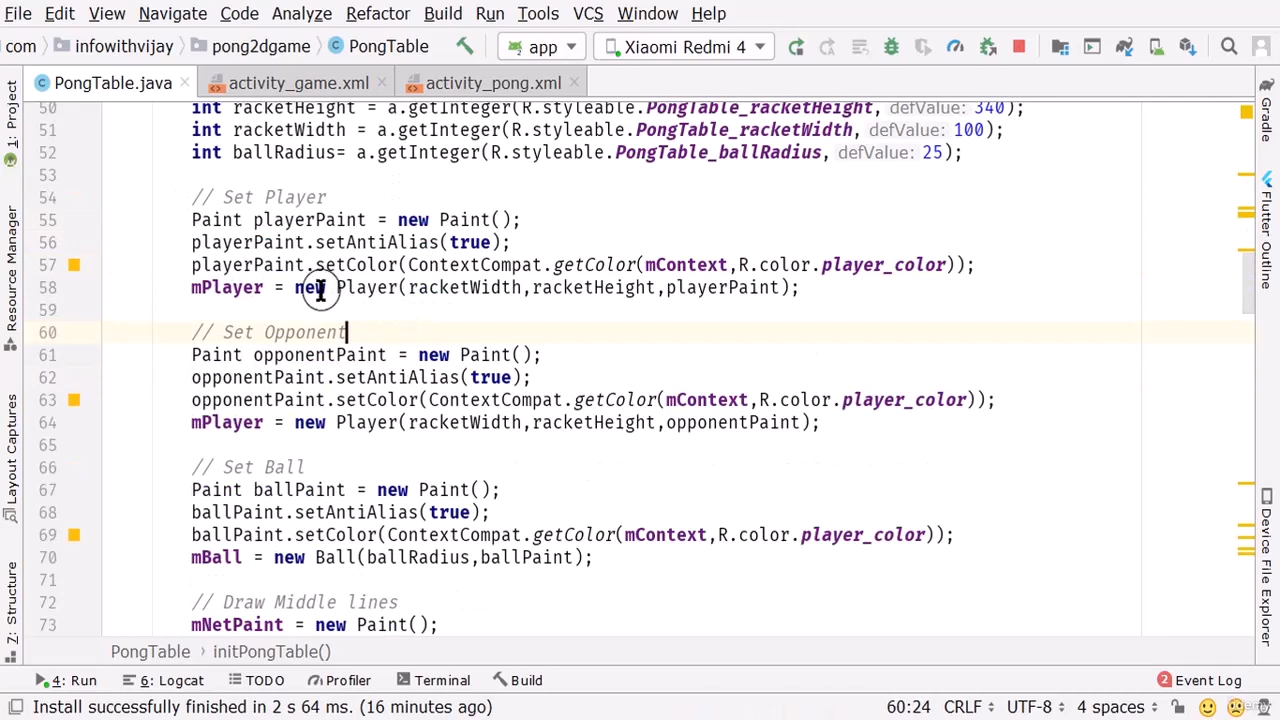 File Edit View Navigate Code Analyze Refactor Build Run Tools VCS Window Help
com infowithvijay pong2dgame PongTable app Xiaomi Redmi 4
PongTable.java activity_game.xml activity_pong.xml
50 int racketHeight = a.getInteger(R.styleable.PongTable_racketHeight, defValue: 340);
51 int racketWidth = a.getInteger(R.styleable.PongTable_racketWidth, defValue: 100);
52 int ballRadius= a.getInteger(R.styleable.PongTable_ballRadius, defValue: 25);
53
54 // Set Player
55 Paint playerPaint = new Paint();
56 playerPaint.setAntiAlias(true);
57 playerPaint.setColor(ContextCompat.getColor(mContext,R.color.player_color));
58 mPlayer = new Player(racketWidth,racketHeight,playerPaint);
59
60 // Set Opponent
61 Paint opponentPaint = new Paint();
62 opponentPaint.setAntiAlias(true);
63 opponentPaint.setColor(ContextCompat.getColor(mContext,R.color.player_color));
64 mPlayer = new Player(racketWidth,racketHeight,opponentPaint);
65
66 // Set Ball
67 Paint ballPaint = new Paint();
68 ballPaint.setAntiAlias(true);
69 ballPaint.setColor(ContextCompat.getColor(mContext,R.color.player_color));
70 mBall = new Ball(ballRadius,ballPaint);
71
72 // Draw Middle lines
73 mNetPaint = new Paint();
PongTable › initPongTable()
4: Run 6: Logcat TODO Profiler Terminal Build 2 Event Log
Install successfully finished in 2 s 64 ms. (16 minutes ago) 60:24 CRLF UTF-8 4 spaces
1: Project
Resource Manager
Layout Captures
Z: Structure
Gradle
Flutter Outline
Device File Explorer